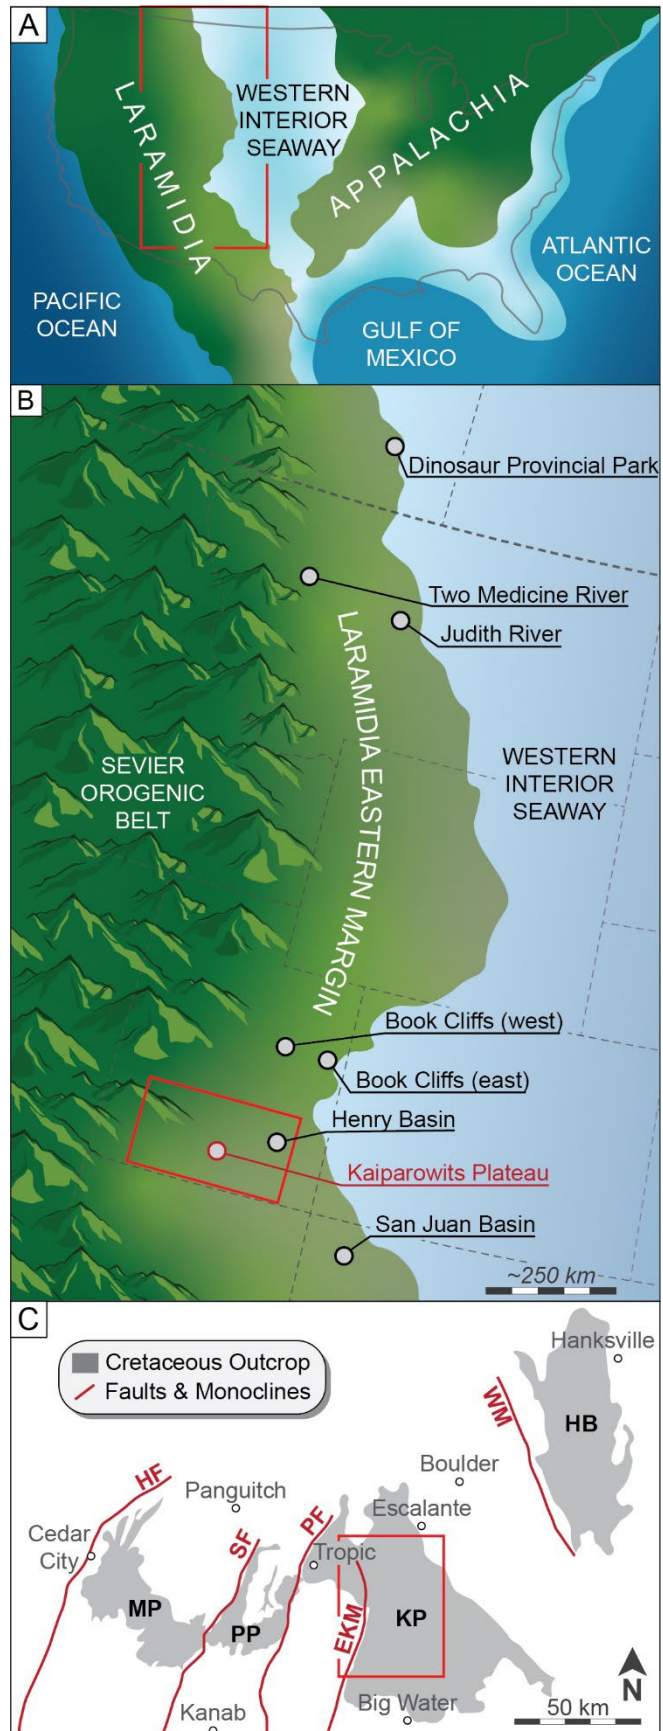 A
LARAMIDIA
WESTERN
INTERIOR
SEAWAY
APPALACHIA
PACIFIC
OCEAN
GULF OF
MEXICO
ATLANTIC
OCEAN
B
Dinosaur Provincial Park
Two Medicine River
Judith River
LARAMIDIA EASTERN MARGIN
SEVIER
OROGENIC
BELT
WESTERN
INTERIOR
SEAWAY
Book Cliffs (west)
Book Cliffs (east)
Henry Basin
Kaiparowits Plateau
San Juan Basin
~250 km
C
Cretaceous Outcrop
Faults & Monoclines
Hanksville
WM
HB
HF
Panguitch
Boulder
Escalante
Cedar
City
SF
PF
Tropic
MP
PP
EKM
KP
Kanab
Big Water
N
50 km